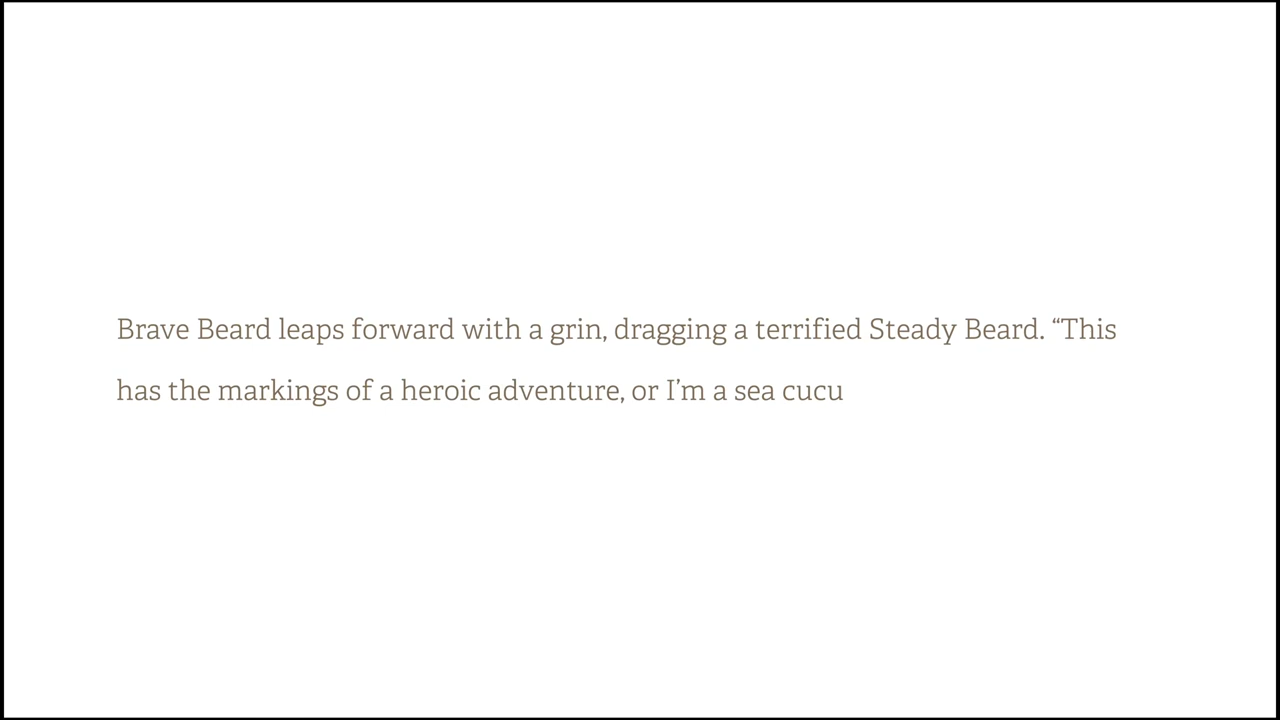 Brave Beard leaps forward with a grin, dragging a terrified Steady Beard. “This
has the markings of a heroic adventure, or I’m a sea cucu